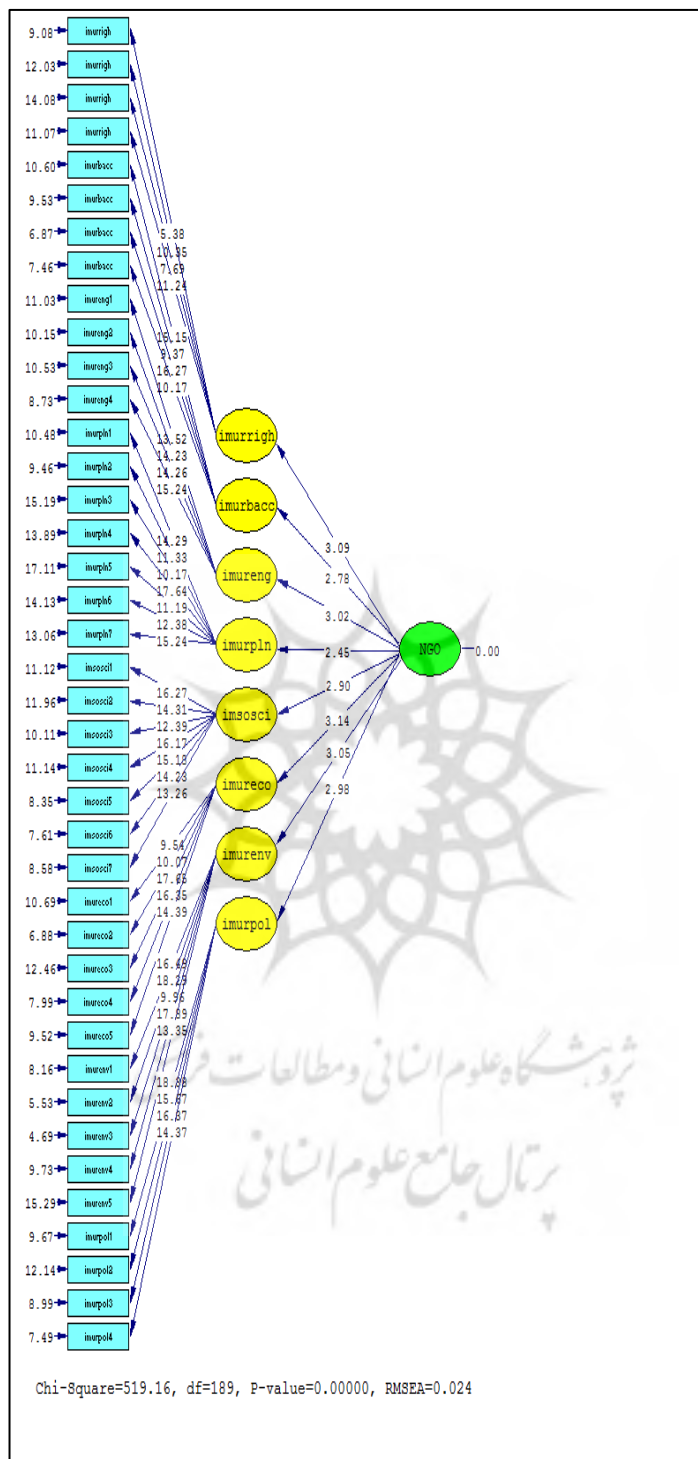 9.08 imurrigh
12.03 imurrigh
14.08 imurrigh
11.07 imurrigh
10.60 imurbacc
9.53 imurbacc
6.87 imurbacc
7.46 imurbacc
11.03 imureng1
10.15 imureng2
10.53 imureng3
8.73 imureng4
10.48 imurpln1
9.46 imurpln2
15.19 imurpln3
13.89 imurpln4
17.11 imurpln5
14.13 imurpln6
13.06 imurpln7
11.12 imsosci1
11.96 imsosci2
10.11 imsosci3
11.14 imsosci4
8.35 imsosci5
7.61 imsosci6
8.58 imsosci7
10.69 imureco1
6.88 imureco2
12.46 imureco3
7.99 imureco4
9.52 imureco5
8.16 imurenv1
5.53 imurenv2
4.69 imurenv3
9.73 imurenv4
15.29 imurenv5
9.67 imurpol1
12.14 imurpol2
8.99 imurpol3
7.49 imurpol4
5.38
10.35
7.69
11.24
16.15
9.37
16.27
10.17
13.52
14.23
14.26
15.24
14.29
11.33
10.17
17.64
11.19
12.38
15.24
16.27
14.31
12.39
16.17
15.18
14.23
13.26
9.54
10.07
17.65
16.35
14.39
16.49
18.29
9.96
17.89
13.35
15.67
16.87
14.37
imurrigh
imurbacc
imureng
imurpln
imsosci
imureco
imurenv
imurpol
3.09
2.78
3.02
2.45
2.90
3.14
3.05
2.98
NGO
0.00
پژوهشگاه علوم انسانی و مطالعات فرهنگی
پرتال جامع علوم انسانی
Chi-Square=519.16, df=189, P-value=0.00000, RMSEA=0.024